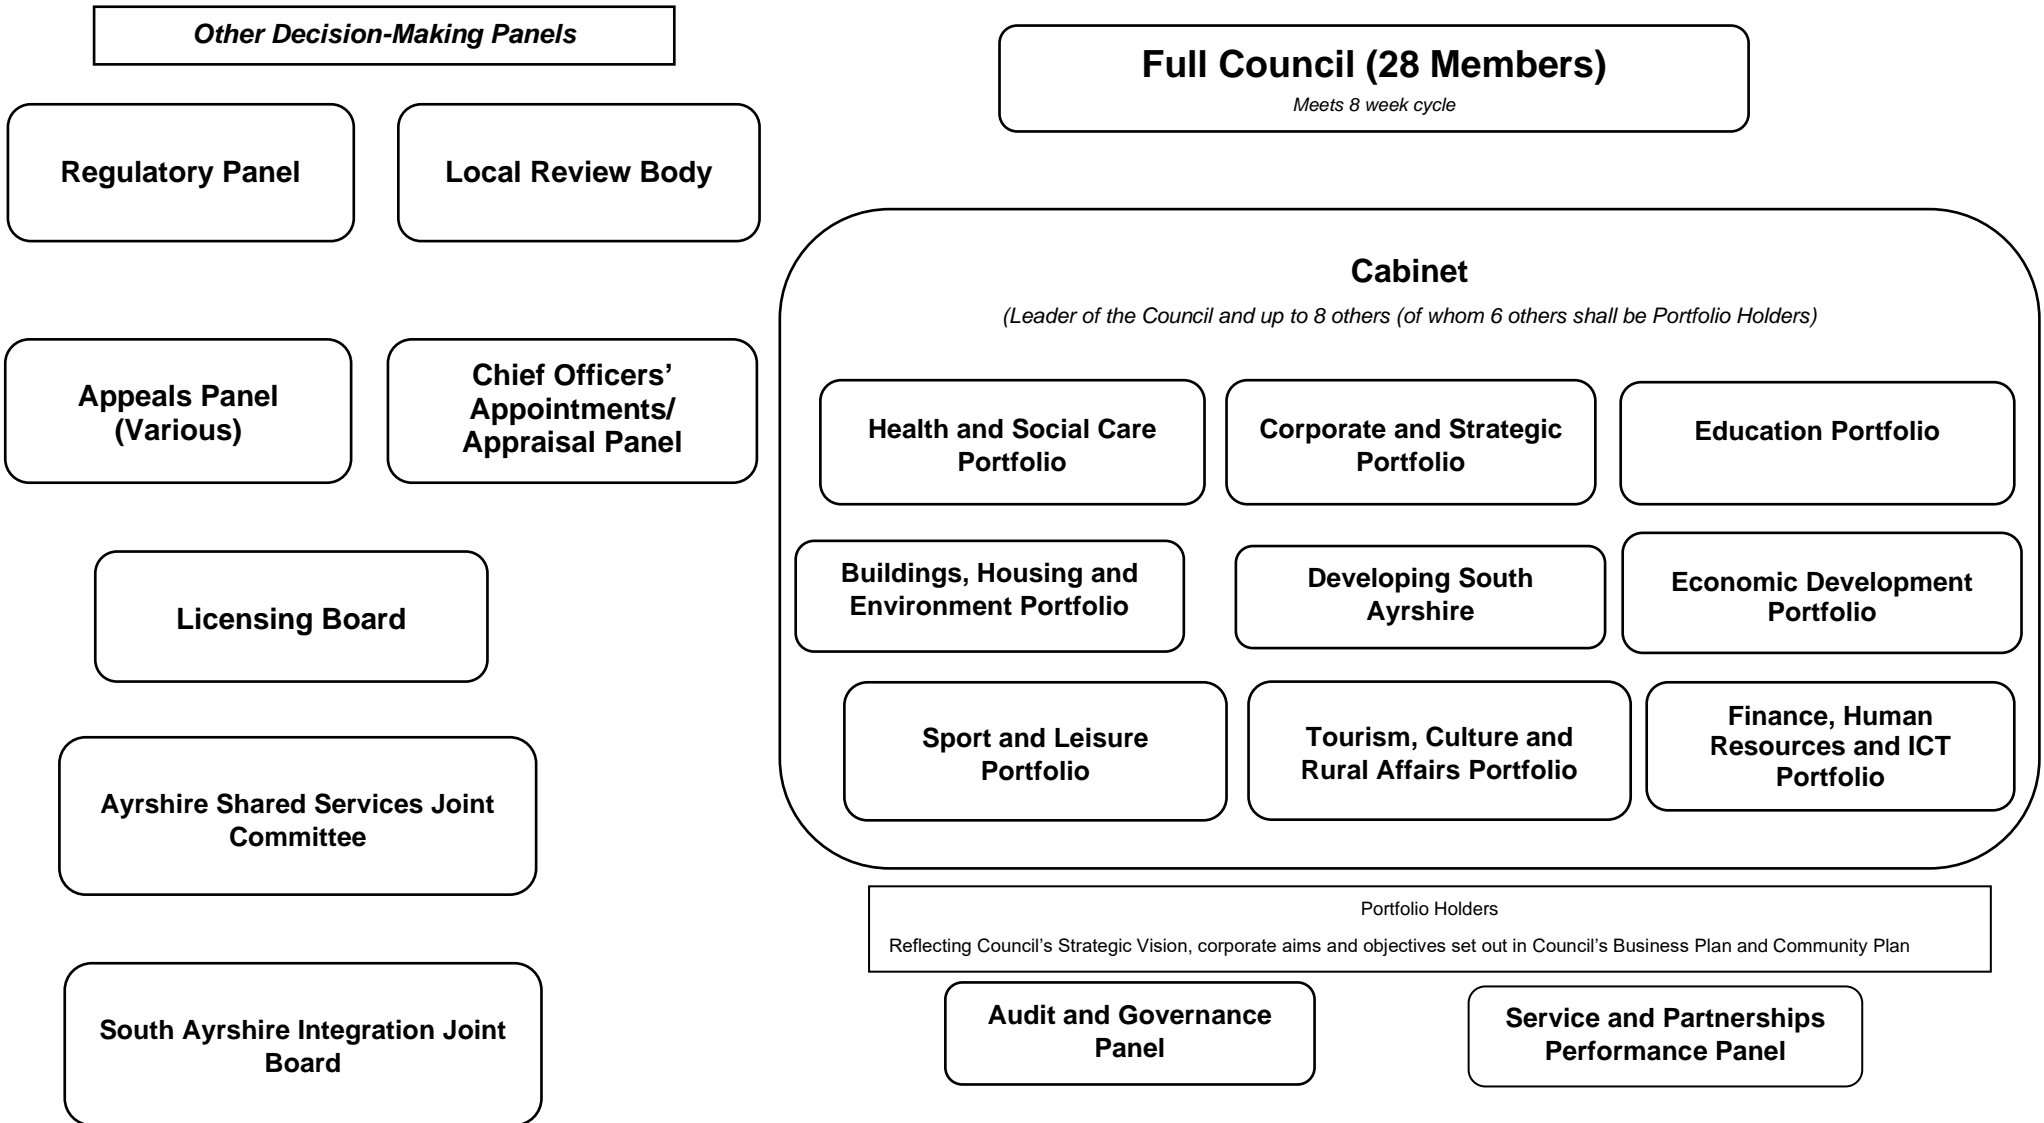 Other Decision-Making Panels
Regulatory Panel
Local Review Body
Appeals Panel
(Various)
Chief Officers’
Appointments/
Appraisal Panel
Licensing Board
Ayrshire Shared Services Joint
Committee
South Ayrshire Integration Joint
Board
Full Council (28 Members)
Meets 8 week cycle
Cabinet
(Leader of the Council and up to 8 others (of whom 6 others shall be Portfolio Holders)
Health and Social Care
Portfolio
Corporate and Strategic
Portfolio
Education Portfolio
Buildings, Housing and
Environment Portfolio
Developing South
Ayrshire
Economic Development
Portfolio
Sport and Leisure
Portfolio
Tourism, Culture and
Rural Affairs Portfolio
Finance, Human
Resources and ICT
Portfolio
Portfolio Holders
Reflecting Council’s Strategic Vision, corporate aims and objectives set out in Council’s Business Plan and Community Plan
Audit and Governance
Panel
Service and Partnerships
Performance Panel